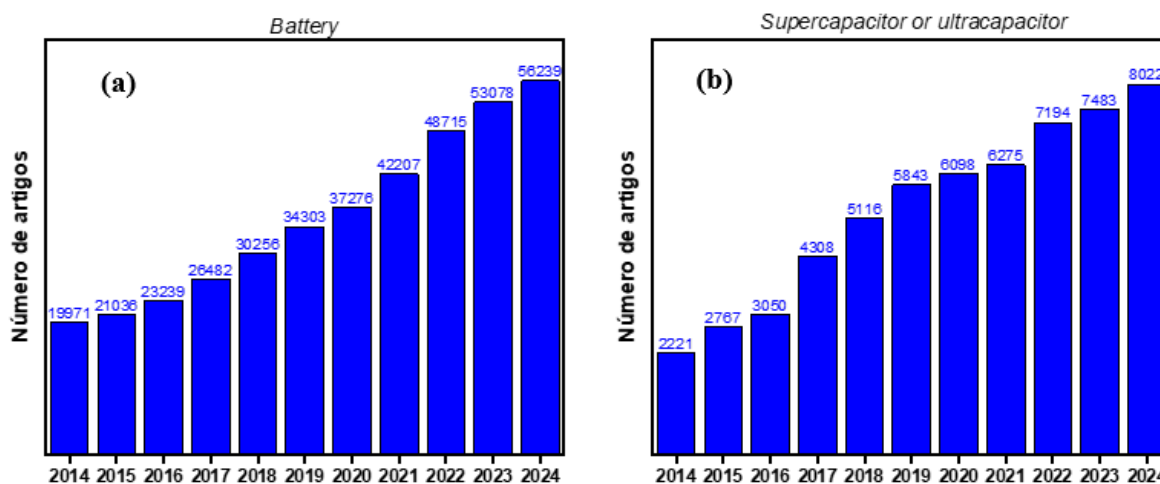 Battery
(a)
Número de artigos
19971
21036
23239
26482
30256
34303
37276
42207
48715
53078
56239
2014 2015 2016 2017 2018 2019 2020 2021 2022 2023 2024
Supercapacitor or ultracapacitor
(b)
Número de artigos
2221
2767
3050
4308
5116
5843
6098
6275
7194
7483
8022
2014 2015 2016 2017 2018 2019 2020 2021 2022 2023 2024